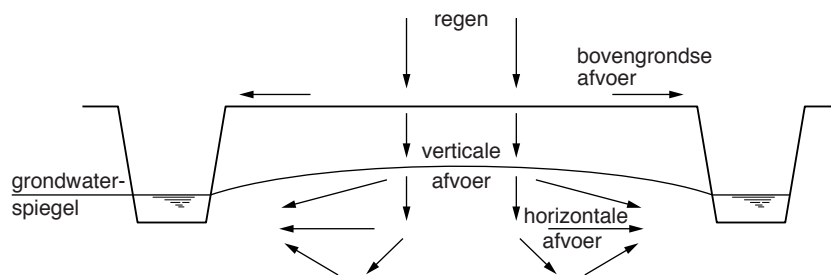 regen
bovengrondse
afvoer
verticale
afvoer
grondwater-
spiegel
horizontale
afvoer